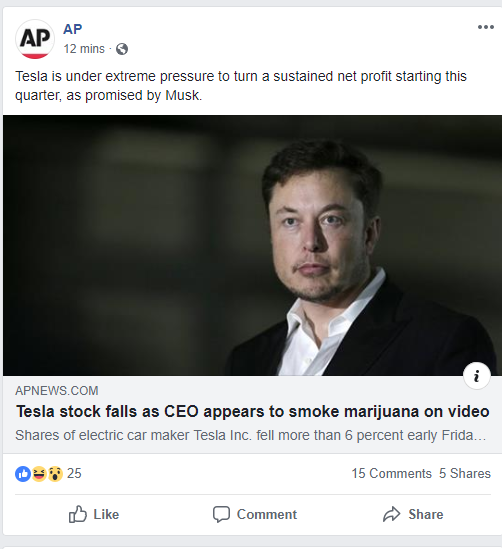 AP
AP
12 mins ·
Tesla is under extreme pressure to turn a sustained net profit starting this
quarter, as promised by Musk.
i
APNEWS.COM
Tesla stock falls as CEO appears to smoke marijuana on video
Shares of electric car maker Tesla Inc. fell more than 6 percent early Frida...
25
15 Comments 5 Shares
Like Comment Share